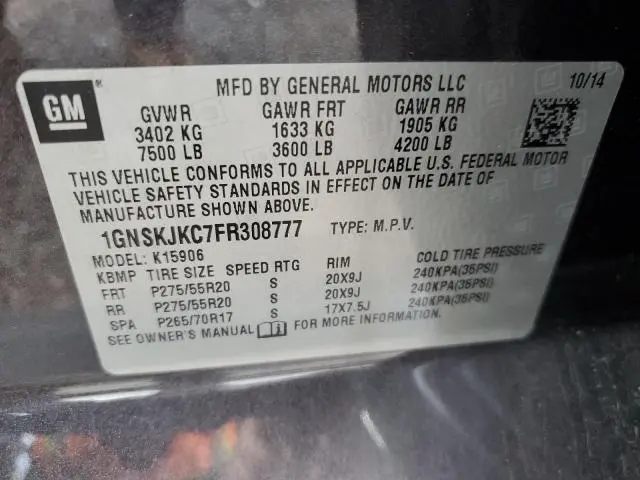 GM
MFD BY GENERAL MOTORS LLC 10/14
GVWR GAWR FRT GAWR RR
3402 KG 1633 KG 1905 KG
7500 LB 3600 LB 4200 LB
THIS VEHICLE CONFORMS TO ALL APPLICABLE U.S. FEDERAL MOTOR
VEHICLE SAFETY STANDARDS IN EFFECT ON THE DATE OF
MANUFACTURE SHOWN ABOVE.
1GNSKJKC7FR308777 TYPE: M.P.V.
MODEL: K15906
KBMP TIRE SIZE SPEED RTG RIM COLD TIRE PRESSURE
FRT P275/55R20 S 20X9J 240KPA(35PSI)
RR P275/55R20 S 20X9J 240KPA(35PSI)
SPA P265/70R17 S 17X7.5J 240KPA(35PSI)
SEE OWNER'S MANUAL FOR MORE INFORMATION.